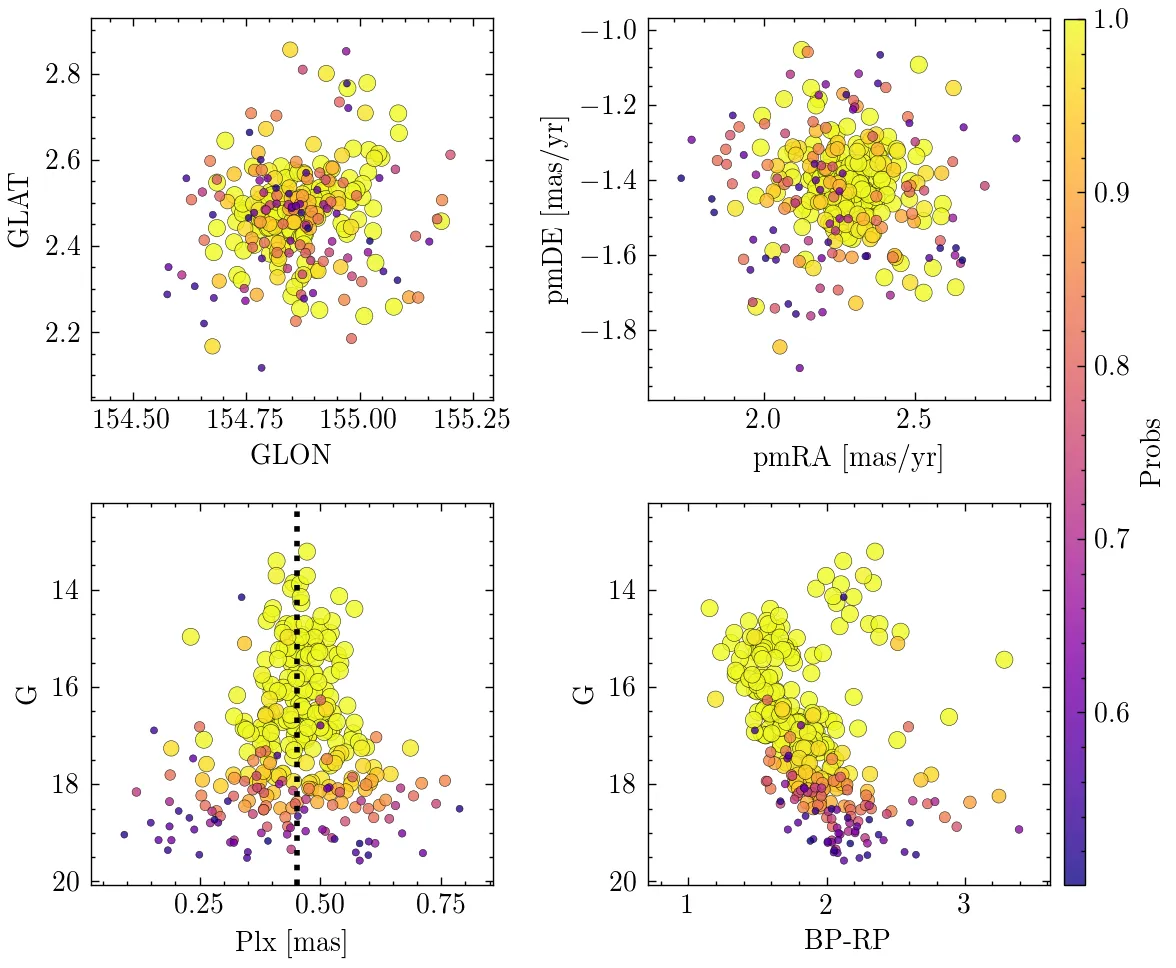 2.8
2.6
2.4
2.2
GLAT
154.50 154.75 155.00 155.25
GLON
−1.0
−1.2
−1.4
−1.6
−1.8
pmDE [mas/yr]
2.0 2.5
pmRA [mas/yr]
1.0
0.9
0.8
0.7
0.6
Probs
14
16
18
20
G
0.25 0.50 0.75
Plx [mas]
14
16
18
20
G
1 2 3
BP-RP